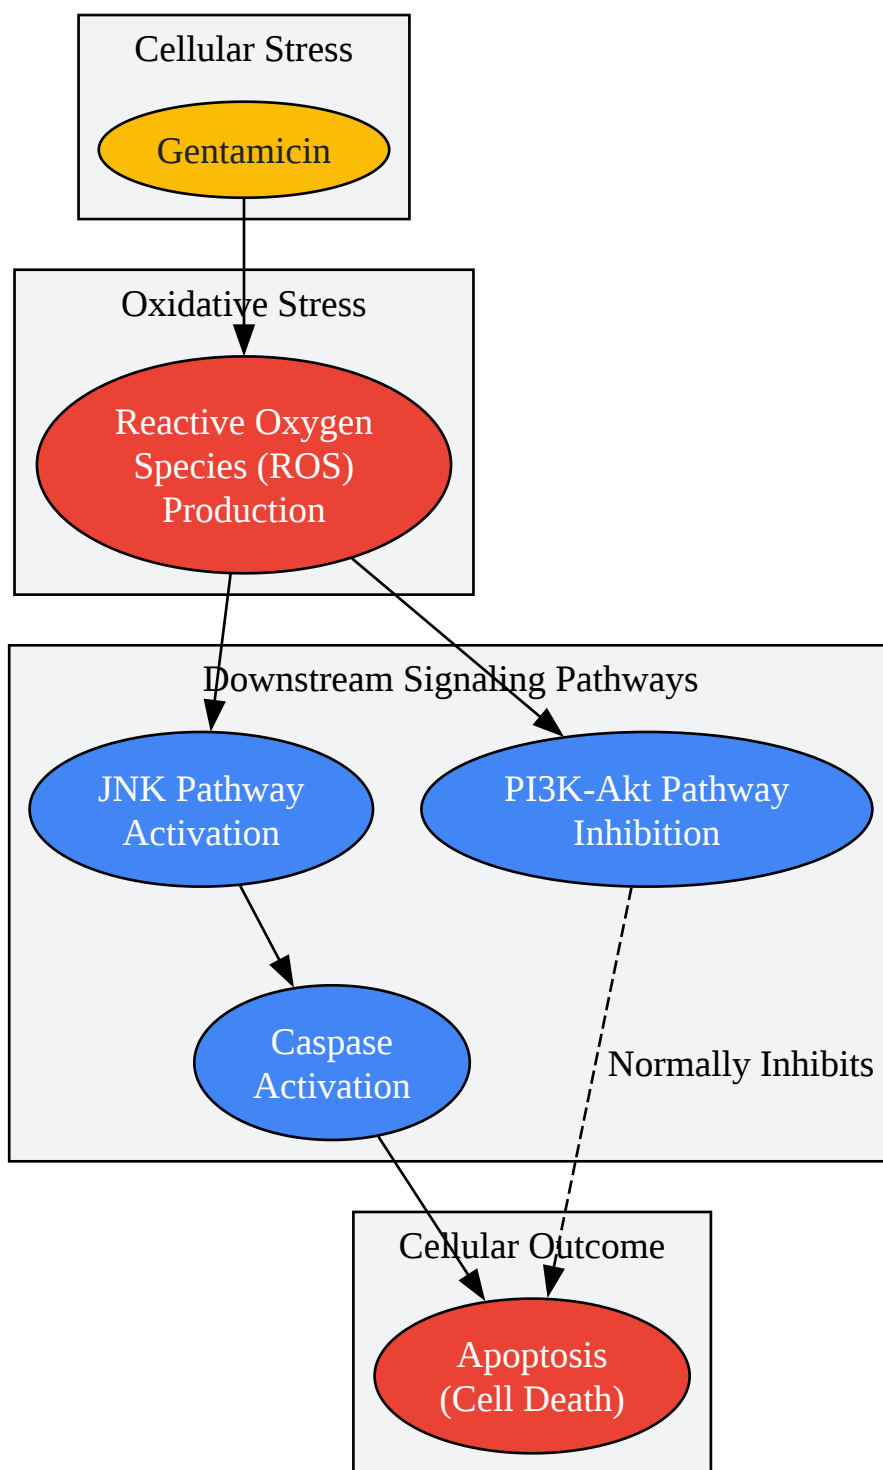 Cellular Stress
Gentamicin
Oxidative Stress
Reactive Oxygen
Species (ROS)
Production
Downstream Signaling Pathways
JNK Pathway
Activation
PI3K-Akt Pathway
Inhibition
Caspase
Activation
Normally Inhibits
Cellular Outcome
Apoptosis
(Cell Death)